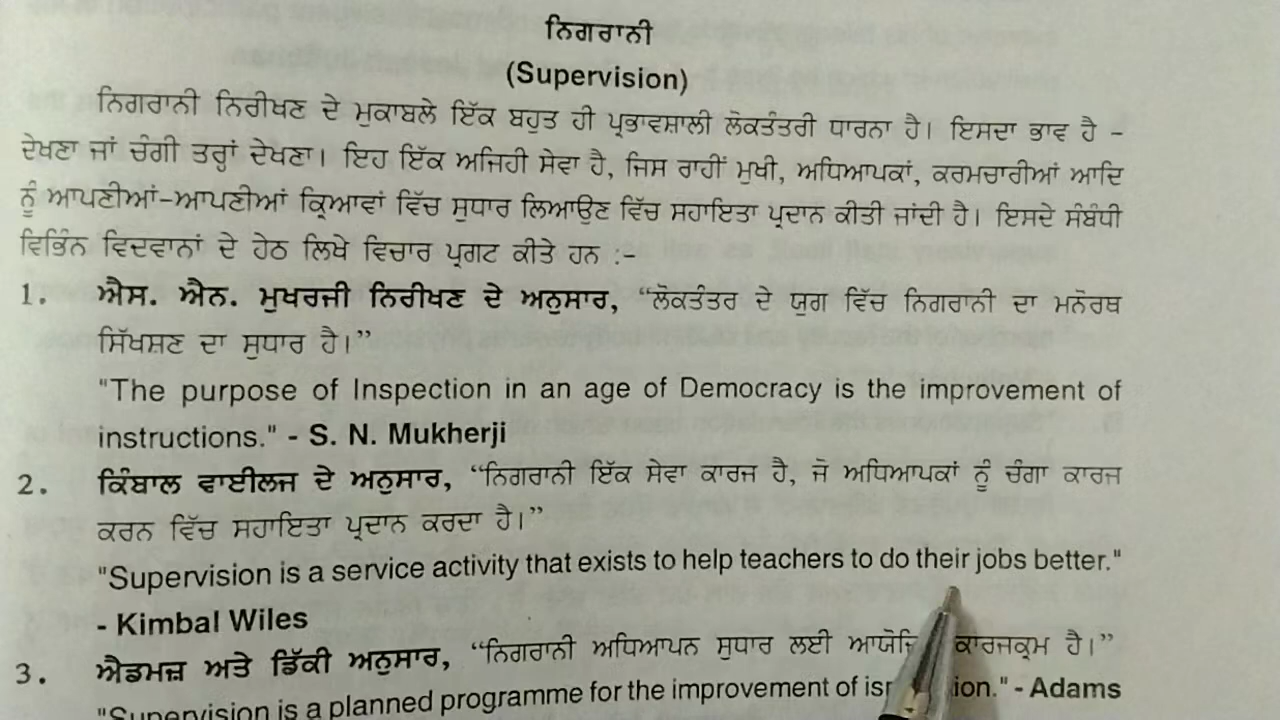 ਨਿਗਰਾਨੀ
(Supervision)
ਨਿਗਰਾਨੀ ਨਿਰੀਖਣ ਦੇ ਮੁਕਾਬਲੇ ਇੱਕ ਬਹੁਤ ਹੀ ਪ੍ਰਭਾਵਸ਼ਾਲੀ ਲੋਕਤੰਤਰੀ ਧਾਰਨਾ ਹੈ। ਇਸਦਾ ਭਾਵ ਹੈ -
ਦੇਖਣਾ ਜਾਂ ਚੰਗੀ ਤਰ੍ਹਾਂ ਦੇਖਣਾ। ਇਹ ਇੱਕ ਅਜਿਹੀ ਸੇਵਾ ਹੈ, ਜਿਸ ਰਾਹੀਂ ਮੁਖੀ, ਅਧਿਆਪਕਾਂ, ਕਰਮਚਾਰੀਆਂ ਆਦਿ
ਨੂੰ ਆਪਣੀਆਂ-ਆਪਣੀਆਂ ਕ੍ਰਿਆਵਾਂ ਵਿੱਚ ਸੁਧਾਰ ਲਿਆਉਣ ਵਿੱਚ ਸਹਾਇਤਾ ਪ੍ਰਦਾਨ ਕੀਤੀ ਜਾਂਦੀ ਹੈ। ਇਸਦੇ ਸੰਬੰਧੀ
ਵਿਭਿੰਨ ਵਿਦਵਾਨਾਂ ਦੇ ਹੇਠ ਲਿਖੇ ਵਿਚਾਰ ਪ੍ਰਗਟ ਕੀਤੇ ਹਨ :-
1. ਐਸ. ਐਨ. ਮੁਖਰਜੀ ਨਿਰੀਖਣ ਦੇ ਅਨੁਸਾਰ, “ਲੋਕਤੰਤਰ ਦੇ ਯੁਗ ਵਿੱਚ ਨਿਗਰਾਨੀ ਦਾ ਮਨੋਰਥ
ਸਿੱਖਸ਼ਣ ਦਾ ਸੁਧਾਰ ਹੈ।”
"The purpose of Inspection in an age of Democracy is the improvement of
instructions." - S. N. Mukherji
2. ਕਿੰਬਾਲ ਵਾਈਲਜ ਦੇ ਅਨੁਸਾਰ, “ਨਿਗਰਾਨੀ ਇੱਕ ਸੇਵਾ ਕਾਰਜ ਹੈ, ਜੋ ਅਧਿਆਪਕਾਂ ਨੂੰ ਚੰਗਾ ਕਾਰਜ
ਕਰਨ ਵਿੱਚ ਸਹਾਇਤਾ ਪ੍ਰਦਾਨ ਕਰਦਾ ਹੈ।”
"Supervision is a service activity that exists to help teachers to do their jobs better."
- Kimbal Wiles
3. ਐਡਮਜ਼ ਅਤੇ ਡਿੱਕੀ ਅਨੁਸਾਰ, “ਨਿਗਰਾਨੀ ਅਧਿਆਪਨ ਸੁਧਾਰ ਲਈ ਕਾਰਜਕ੍ਰਮ ਹੈ।”
"Supervision is a planned programme for the improvement of - Adams